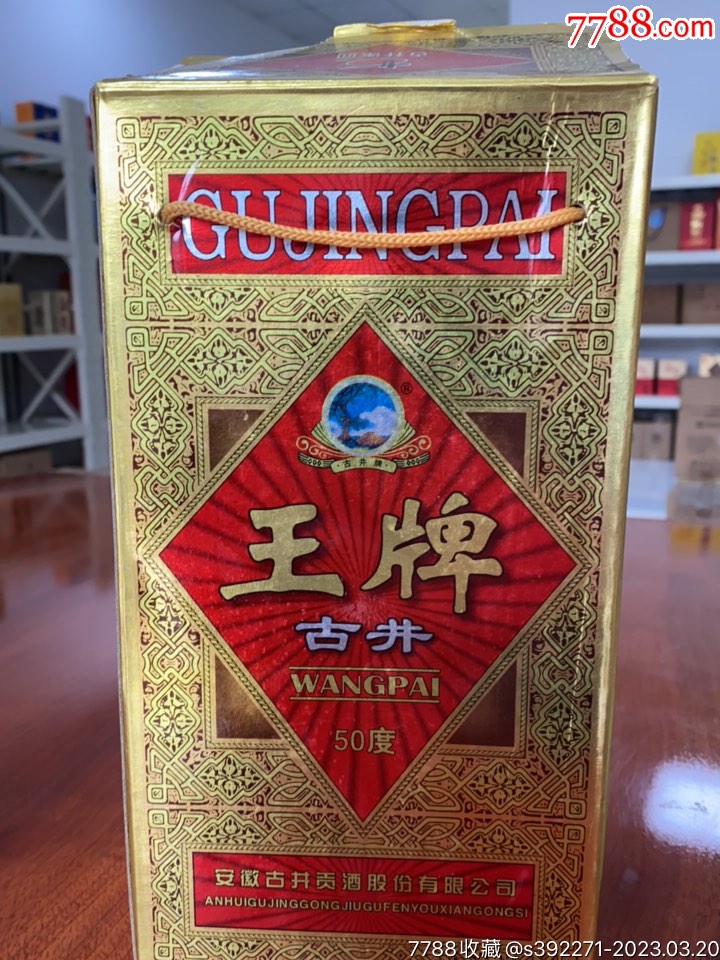 7788.com
GUJINGPAI
®
古井牌
王牌
古井
WANGPAI
50度
安徽古井贡酒股份有限公司
ANHUIGUJINGGONGJIUGUFENYOUXIANGONGSI
7788收藏@s392271-2023.03.20